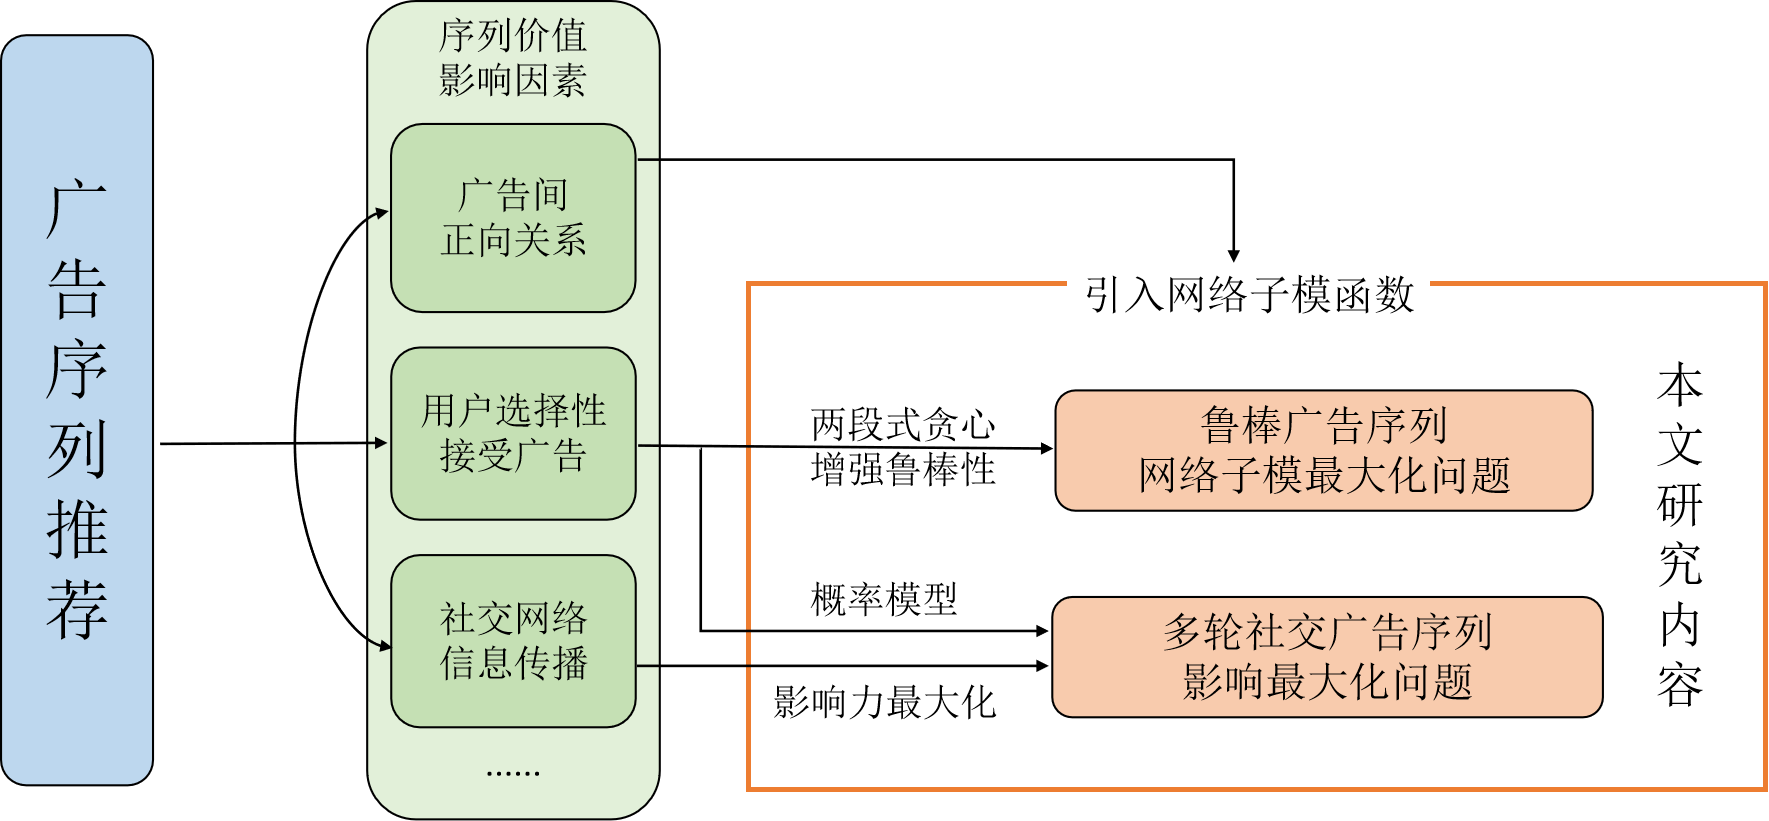 广告序列推荐
序列价值
影响因素
广告间
正向关系
用户选择性
接受广告
社交网络
信息传播
......
引入网络子模函数
两段式贪心
增强鲁棒性
鲁棒广告序列
网络子模最大化问题
概率模型
影响力最大化
多轮社交广告序列
影响最大化问题
本文研究内容